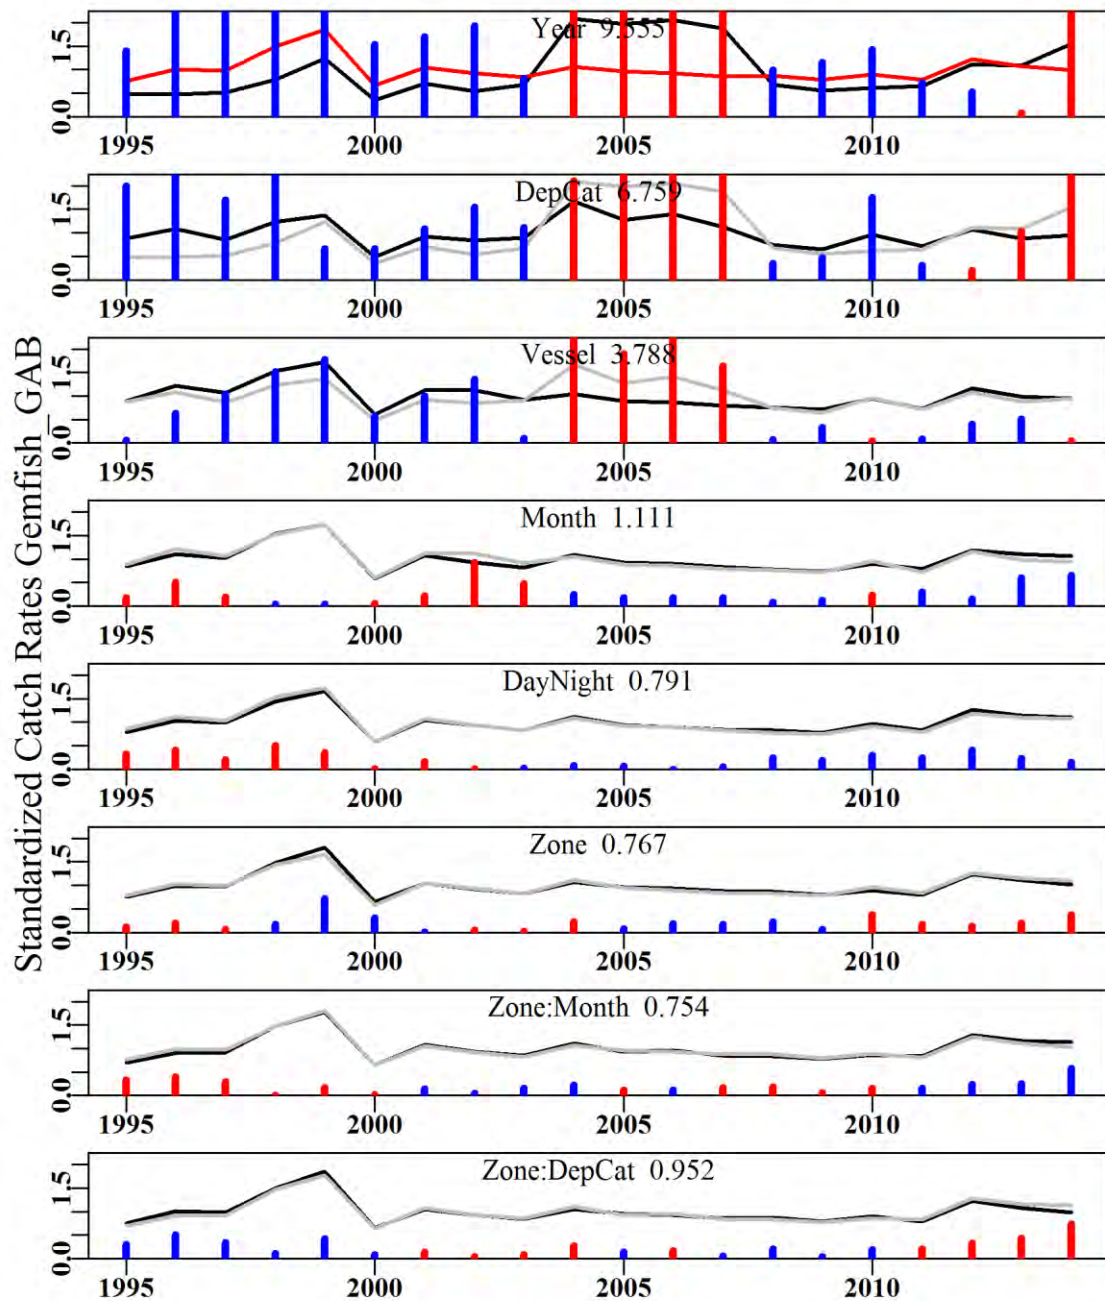 Standardized Catch Rates Gemfish_GAB
Year 9.555
1.5
0.0
1995 2000 2005 2010
DepCat 6.759
1.5
0.0
1995 2000 2005 2010
Vessel 3.788
1.5
0.0
1995 2000 2005 2010
Month 1.111
1.5
0.0
1995 2000 2005 2010
DayNight 0.791
1.5
0.0
1995 2000 2005 2010
Zone 0.767
1.5
0.0
1995 2000 2005 2010
Zone:Month 0.754
1.5
0.0
1995 2000 2005 2010
Zone:DepCat 0.952
1.5
0.0
1995 2000 2005 2010